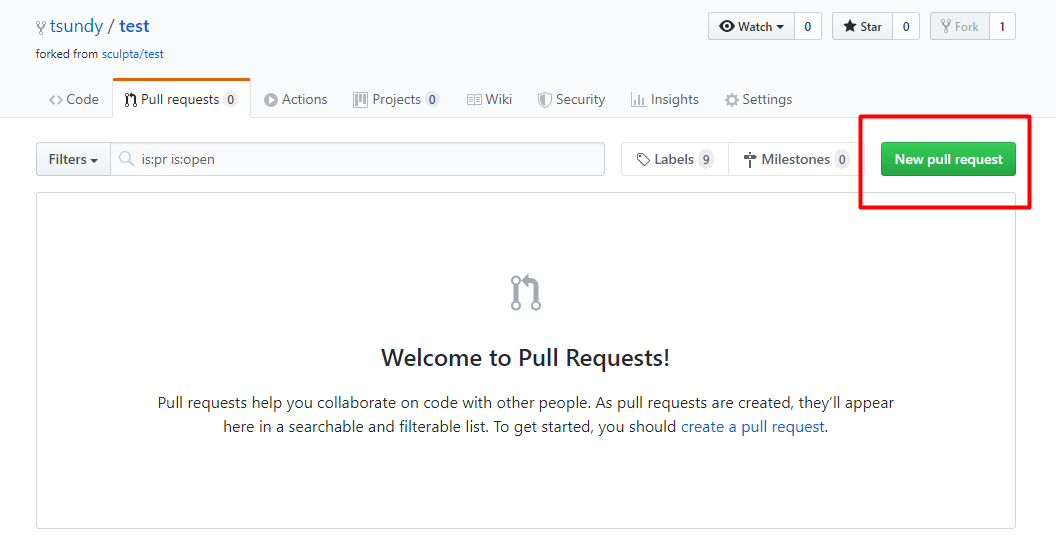 tsundy / test
Watch 0 Star 0 Fork 1
forked from sculpta/test
Code Pull requests 0 Actions Projects 0 Wiki Security Insights Settings
Filters is:pr is:open Labels 9 Milestones 0 New pull request
Welcome to Pull Requests!
Pull requests help you collaborate on code with other people. As pull requests are created, they’ll appear
here in a searchable and filterable list. To get started, you should create a pull request.